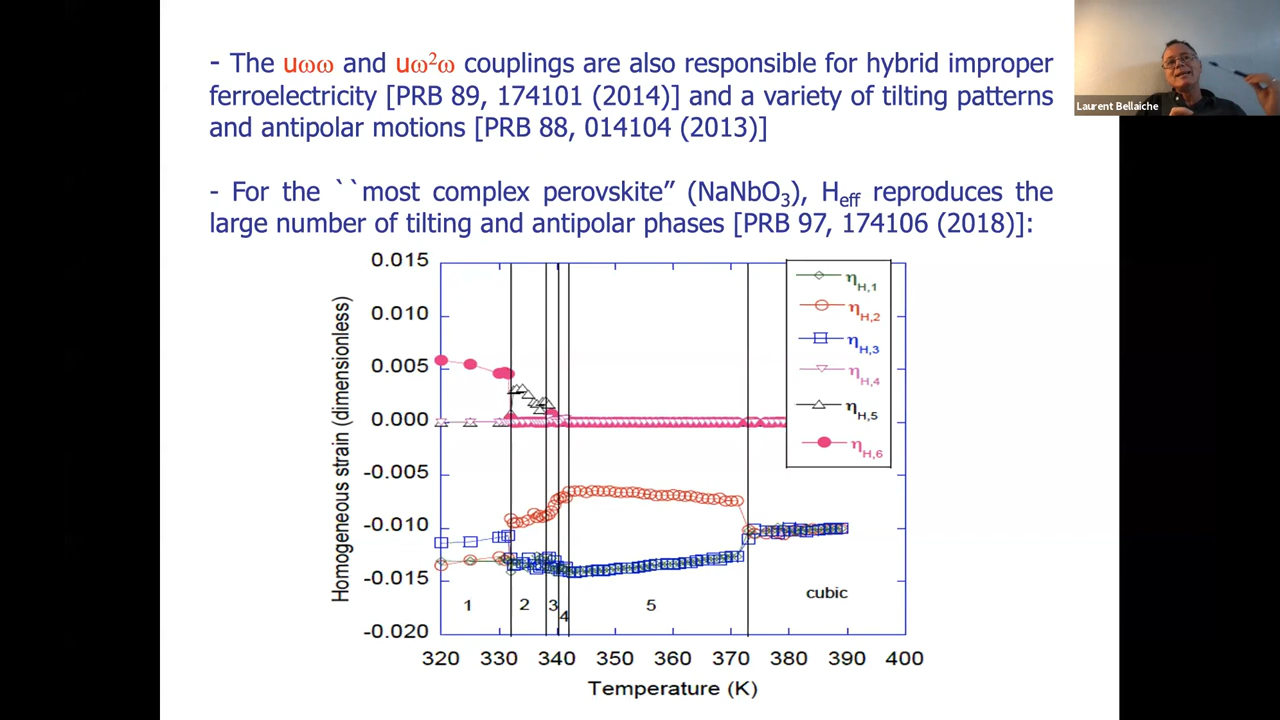 - The uωω and uω²ω couplings are also responsible for hybrid improper
ferroelectricity [PRB 89, 174101 (2014)] and a variety of tilting patterns
and antipolar motions [PRB 88, 014104 (2013)]
- For the ``most complex perovskite” (NaNbO₃), Heff reproduces the
large number of tilting and antipolar phases [PRB 97, 174106 (2018)]:
Laurent Bellaiche
Homogeneous strain (dimensionless)
0.015
0.010
0.005
0.000
-0.005
-0.010
-0.015
-0.020
ηH,1
ηH,2
ηH,3
ηH,4
ηH,5
ηH,6
1
2
3
4
5
cubic
320 330 340 350 360 370 380 390 400
Temperature (K)